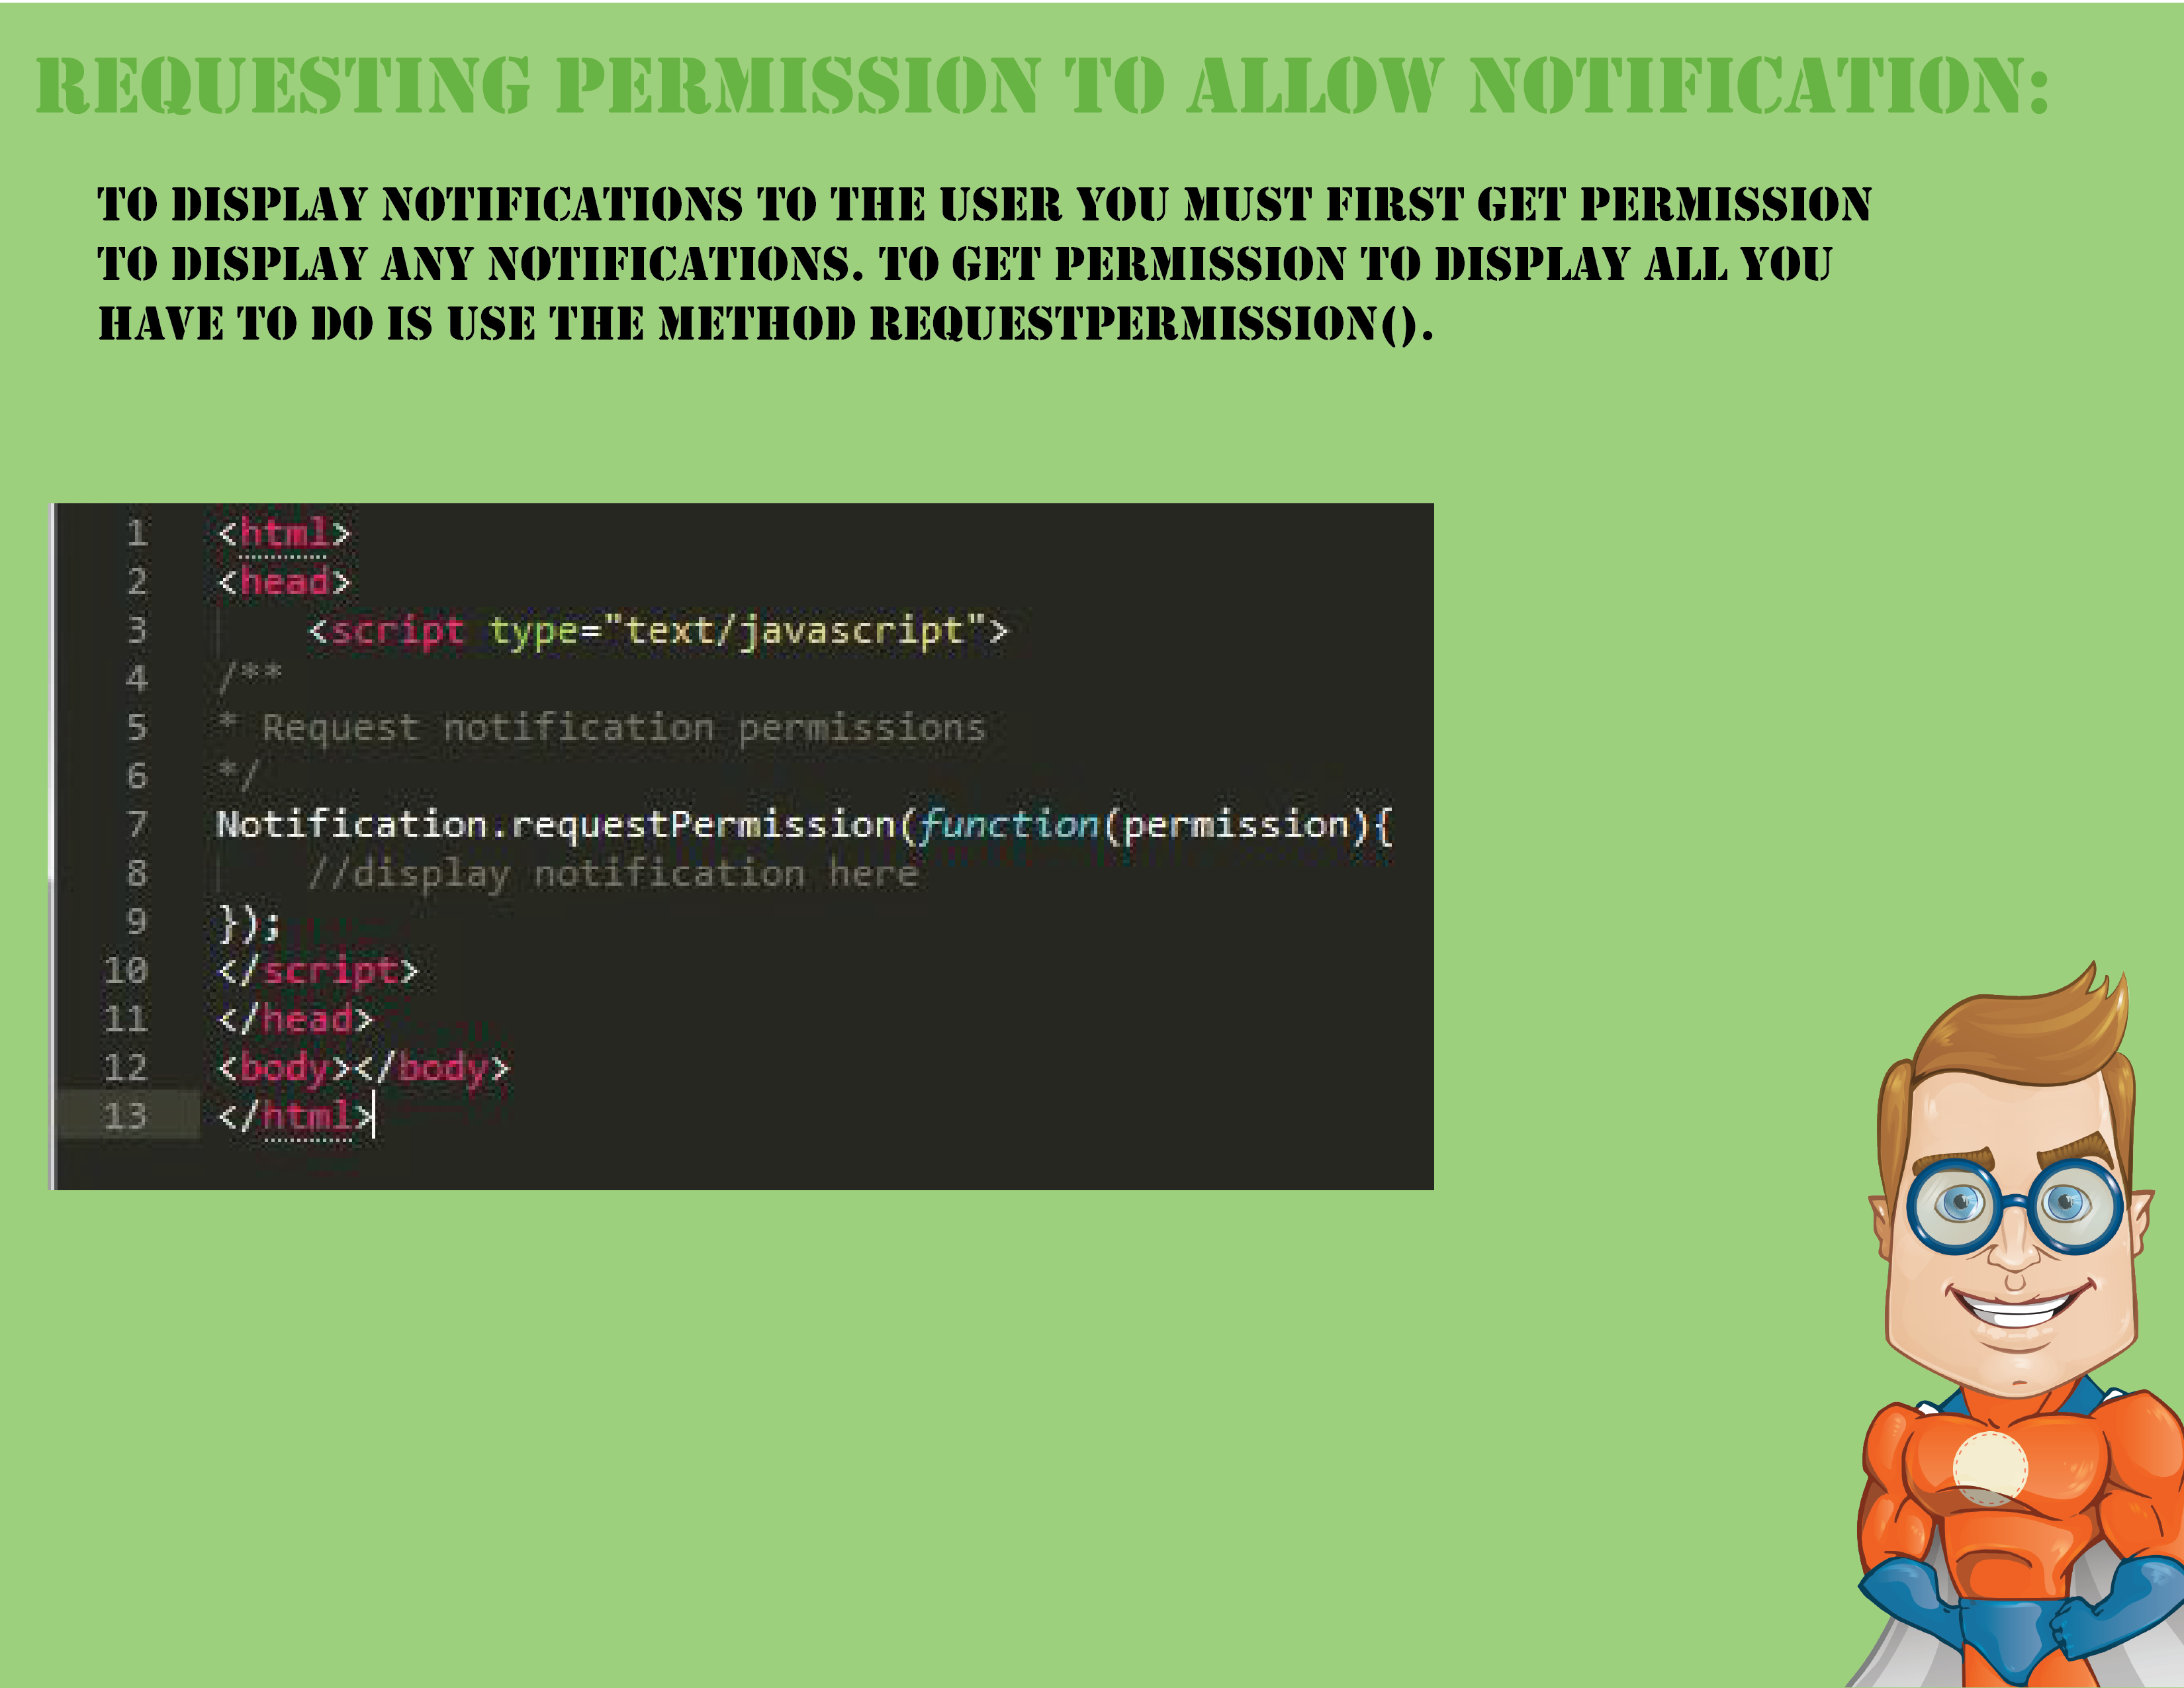 REQUESTING PERMISSION TO ALLOW NOTIFICATION:
TO DISPLAY NOTIFICATIONS TO THE USER YOU MUST FIRST GET PERMISSION
TO DISPLAY ANY NOTIFICATIONS. TO GET PERMISSION TO DISPLAY ALL YOU
HAVE TO DO IS USE THE METHOD REQUESTPERMISSION().
1 <html>
2 <head>
3 <script type="text/javascript">
4 /**
5 * Request notification permissions
6 */
7 Notification.requestPermission(function(permission){
8 //display notification here
9 });
10 </script>
11 </head>
12 <body></body>
13 </html>